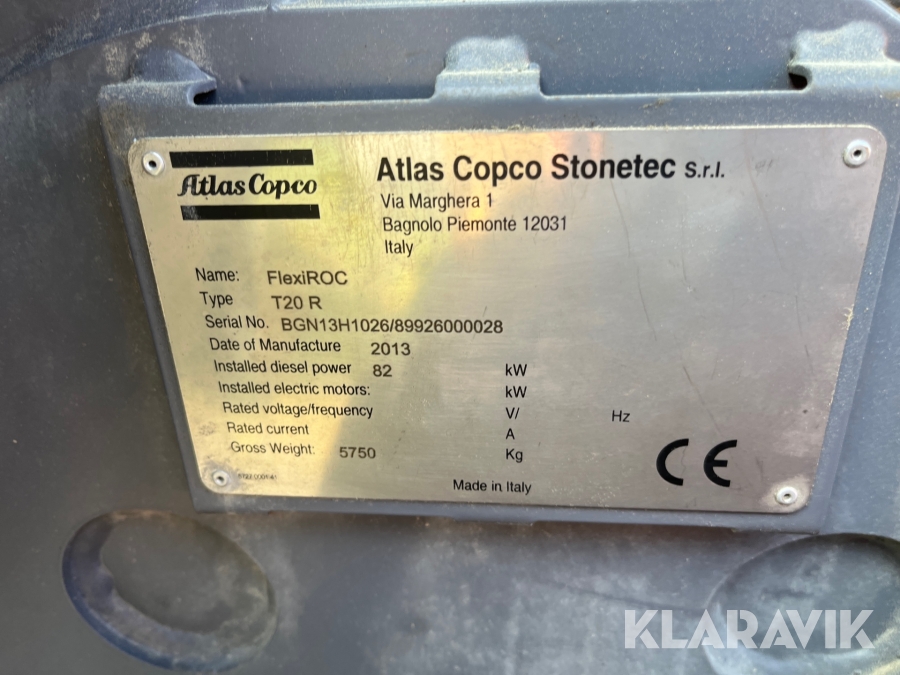 Atlas Copco
Atlas Copco Stonetec S.r.l.
Via Marghera 1
Bagnolo Piemonte 12031
Italy
Name: FlexiROC
Type T20 R
Serial No. BGN13H1026/89926000028
Date of Manufacture 2013
Installed diesel power 82 kW
Installed electric motors: kW
Rated voltage/frequency V/ Hz
Rated current A
Gross Weight: 5750 Kg
CE
Made in Italy
KLARAVIK